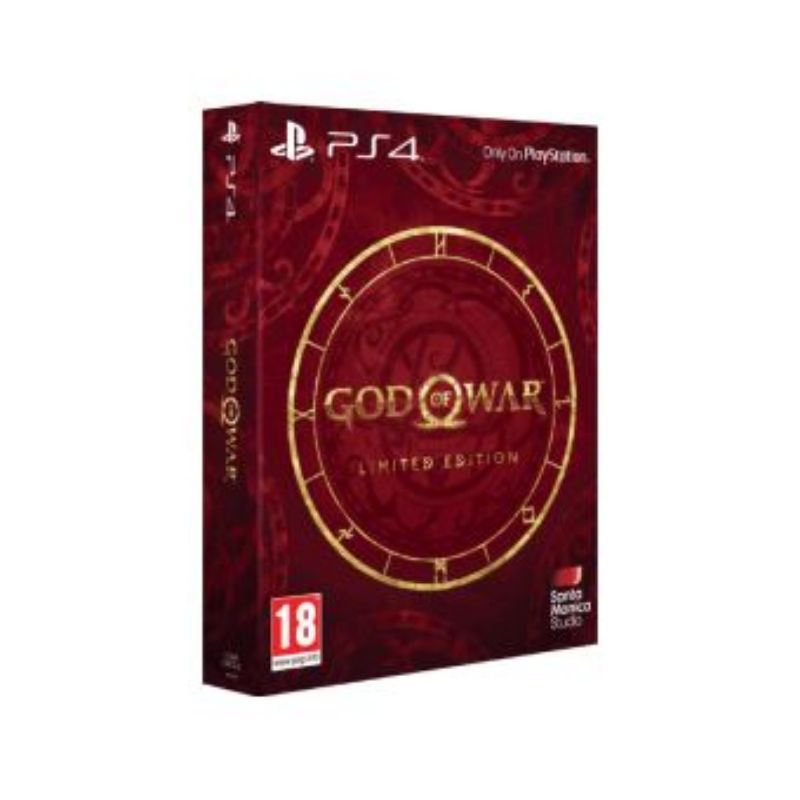 PS4
Only On PlayStation
GOD OF WAR
LIMITED EDITION
18
www.pegi.info
Santa
Monica
Studio
PS4
GOD OF WAR